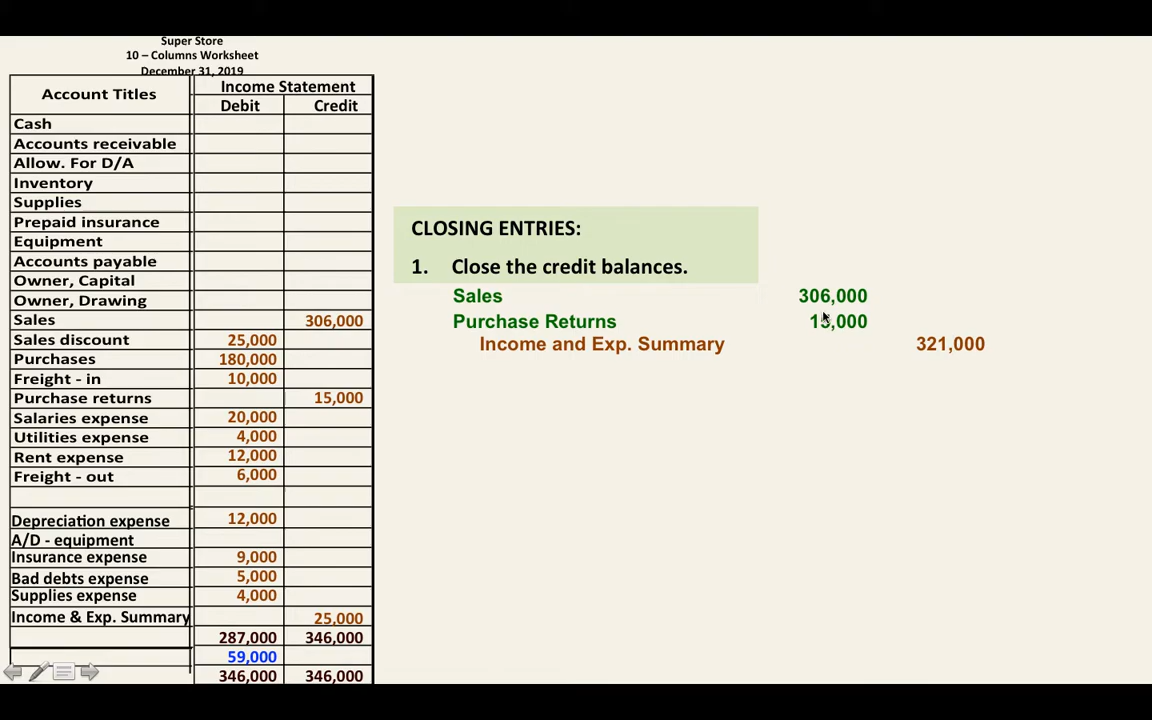 Super Store
10 – Columns Worksheet
December 31, 2019
Account Titles Income Statement
Debit Credit
Cash
Accounts receivable
Allow. For D/A
Inventory
Supplies
Prepaid insurance
Equipment
Accounts payable
Owner, Capital
Owner, Drawing
Sales 306,000
Sales discount 25,000
Purchases 180,000
Freight - in 10,000
Purchase returns 15,000
Salaries expense 20,000
Utilities expense 4,000
Rent expense 12,000
Freight - out 6,000
Depreciation expense 12,000
A/D - equipment
Insurance expense 9,000
Bad debts expense 5,000
Supplies expense 4,000
Income & Exp. Summary 25,000
287,000 346,000
59,000
346,000 346,000
CLOSING ENTRIES:
1. Close the credit balances.
Sales 306,000
Purchase Returns 15,000
Income and Exp. Summary 321,000